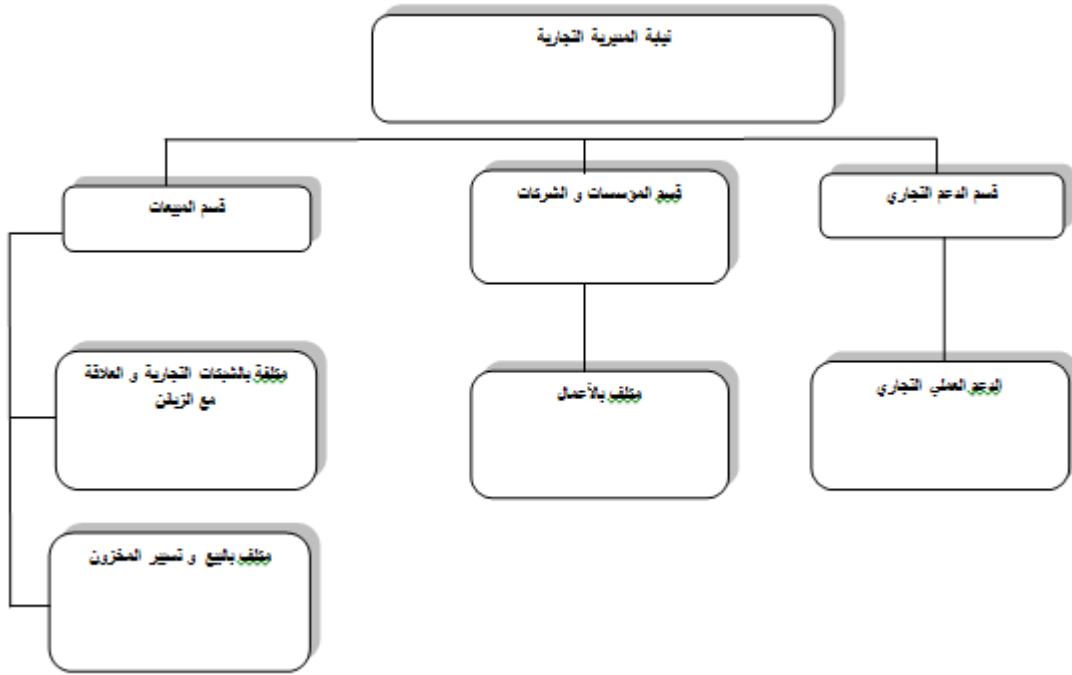 نيابة المديرية التجارية
قسم الدعم التجاري
قسم المؤسسات و الشركات
قسم المبيعات
الدعم العملي التجاري
مكلف بالأعمال
مكلفة بالشبكات التجارية و العلاقة
مع الزبائن
مكلف بالبيع و تسيير المخزون